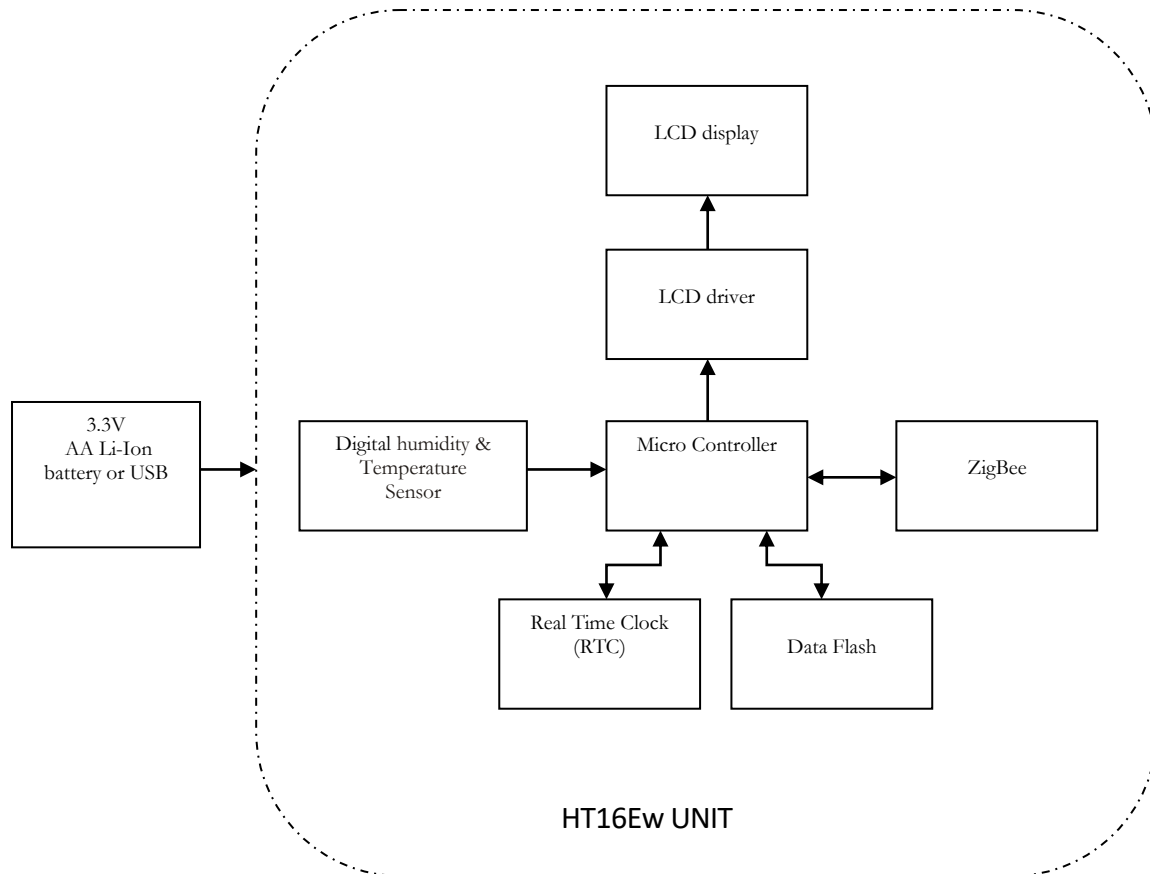 LCD display
LCD driver
3.3V
AA Li-Ion
battery or USB
Digital humidity &
Temperature
Sensor
Micro Controller
ZigBee
Real Time Clock
(RTC)
Data Flash
HT16Ew UNIT